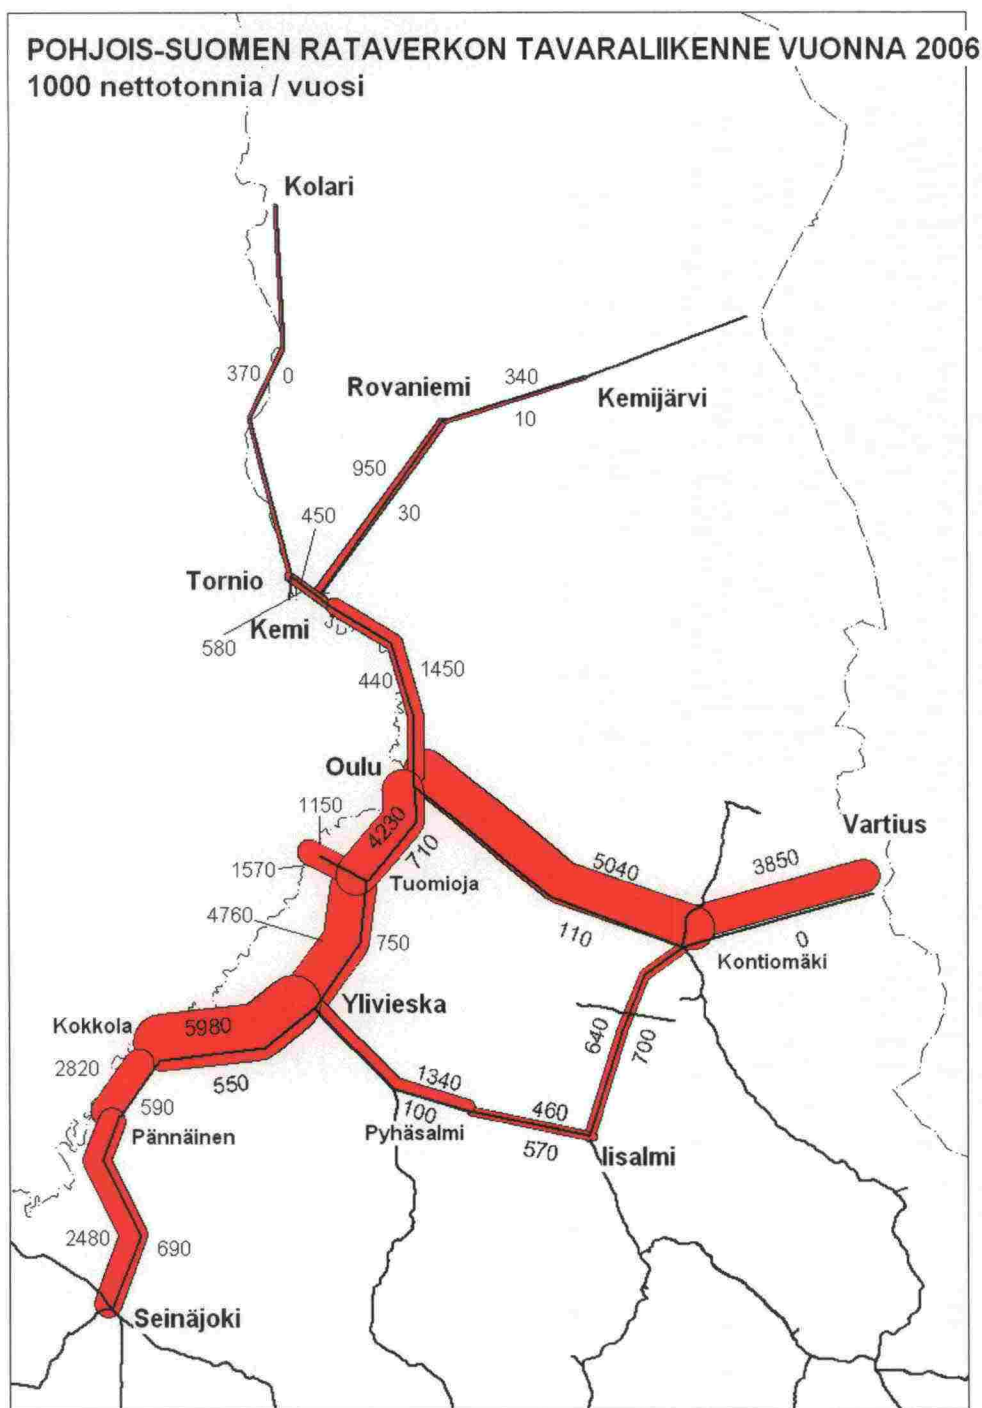 POHJOIS-SUOMEN RATAVERKON TAVARALIIKENNE VUONNA 2006
1000 nettotonnia / vuosi
Kolari
370
0
Rovaniemi
340
10
Kemijärvi
950
30
450
Tornio
Kemi
580
1450
440
Oulu
1150
4230
710
1570
Tuomioja
5040
3850
Vartius
4760
750
110
0
Kontiomäki
Ylivieska
Kokkola
5980
550
640
700
2820
590
1340
100
460
570
Pännäinen
Pyhäsalmi
Iisalmi
2480
690
Seinäjoki